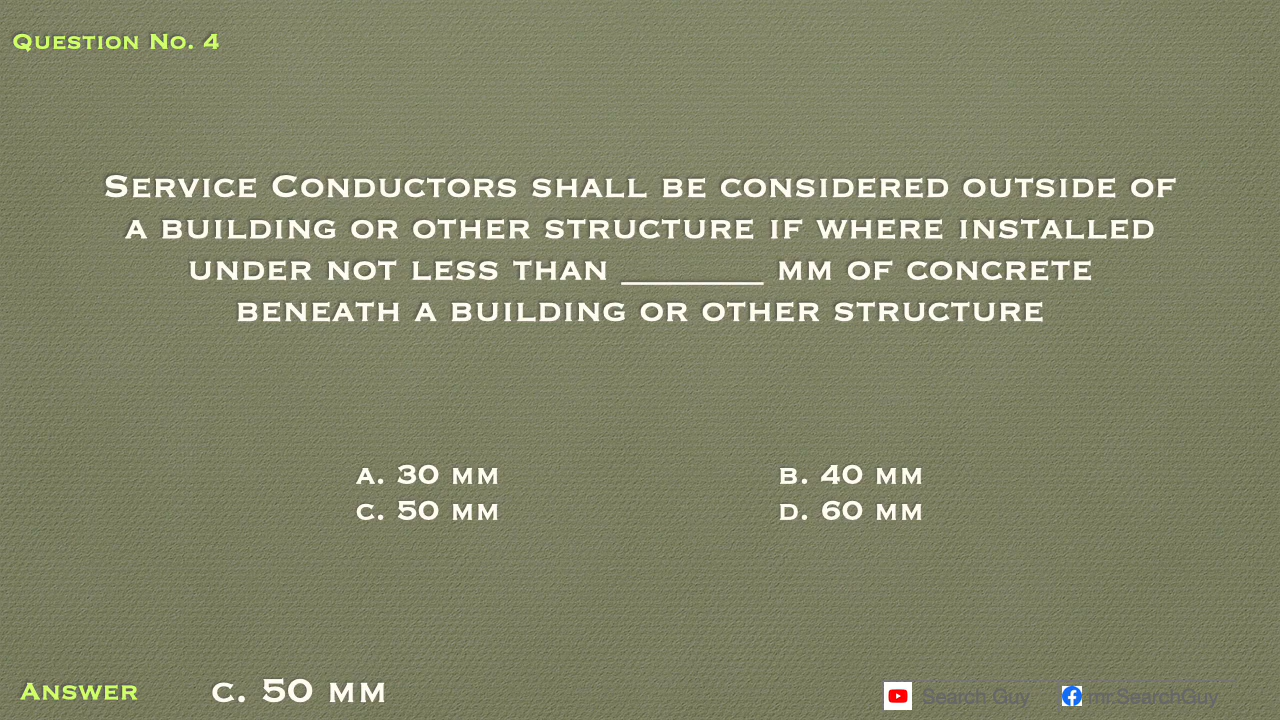 Question No. 4
Service Conductors shall be considered outside of
a building or other structure if where installed
under not less than ________ mm of concrete
beneath a building or other structure
a. 30 mm
b. 40 mm
c. 50 mm
d. 60 mm
Answer
c. 50 mm
Search Guy
mr.SearchGuy